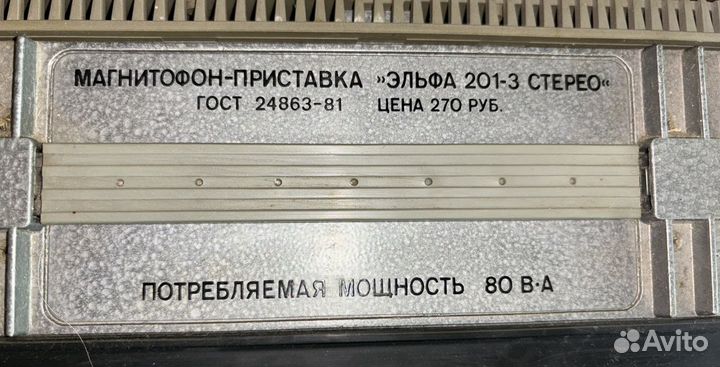 МАГНИТОФОН-ПРИСТАВКА »ЭЛЬФА 201-3 СТЕРЕО«
ГОСТ 24863-81 ЦЕНА 270 РУБ.
ПОТРЕБЛЯЕМАЯ МОЩНОСТЬ 80 В·А
Avito